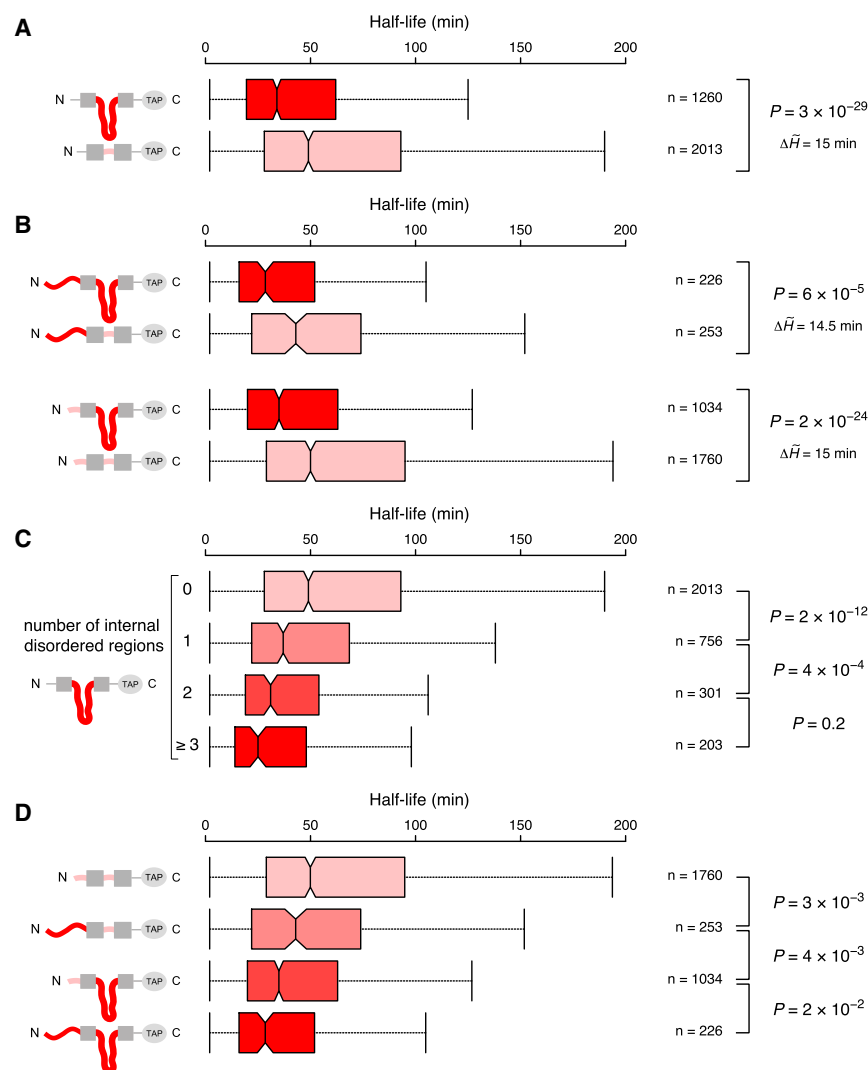 A
Half-life (min)
0 50 100 150 200
N TAP C n = 1260
P = 3 × 10⁻²⁹
ΔH̃ = 15 min
N TAP C n = 2013
B
Half-life (min)
0 50 100 150 200
N TAP C n = 226
P = 6 × 10⁻⁵
ΔH̃ = 14.5 min
N TAP C n = 253
N TAP C n = 1034
P = 2 × 10⁻²⁴
ΔH̃ = 15 min
N TAP C n = 1760
C
Half-life (min)
0 50 100 150 200
0 n = 2013
P = 2 × 10⁻¹²
number of internal
disordered regions
1 n = 756
P = 4 × 10⁻⁴
N TAP C
2 n = 301
P = 0.2
≥ 3 n = 203
D
Half-life (min)
0 50 100 150 200
N TAP C n = 1760
P = 3 × 10⁻³
N TAP C n = 253
P = 4 × 10⁻³
N TAP C n = 1034
P = 2 × 10⁻²
N TAP C n = 226